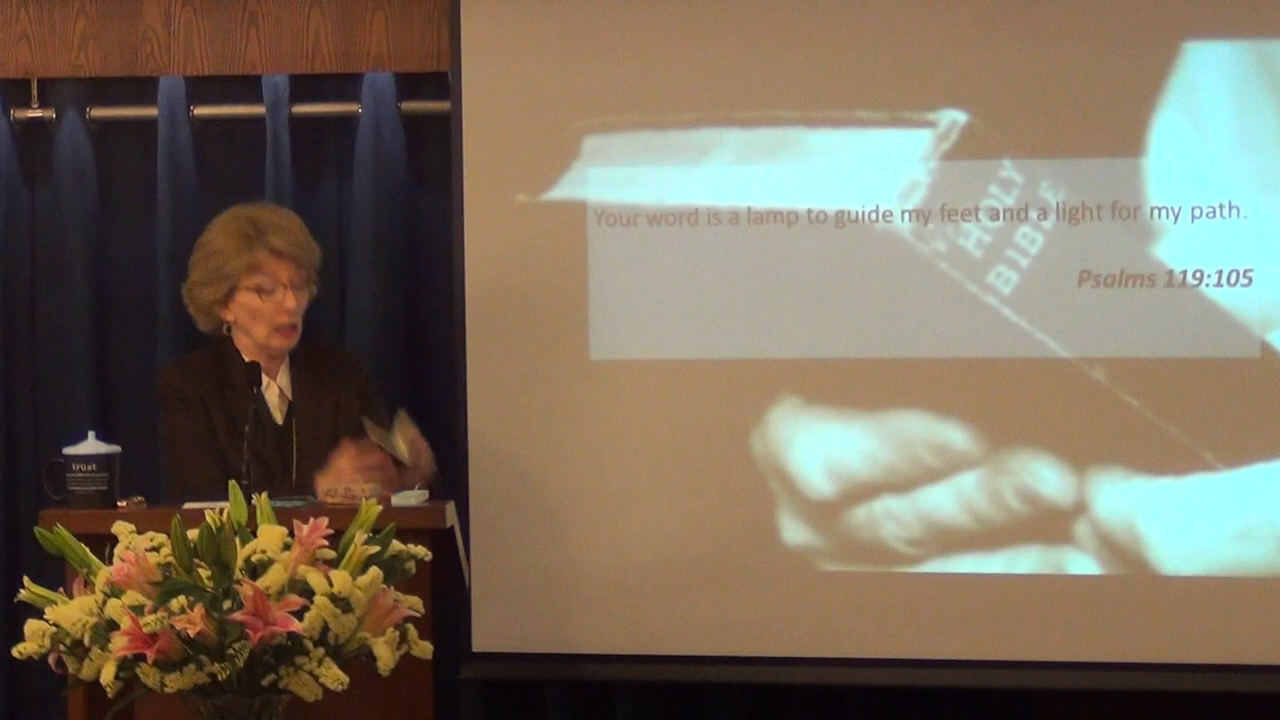 Your word is a lamp to guide my feet and a light for my path.
Psalms 119:105
HOLY
BIBLE
trust